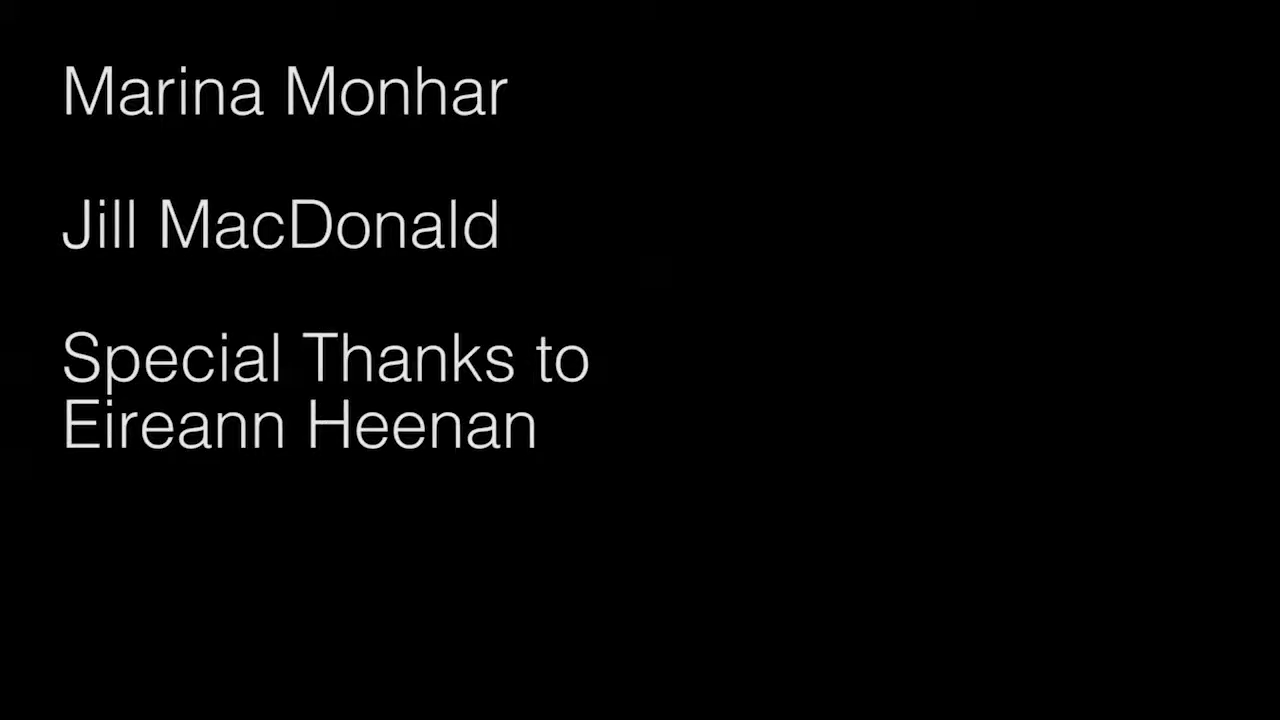 Marina Monhar
Jill MacDonald
Special Thanks to
Eireann Heenan